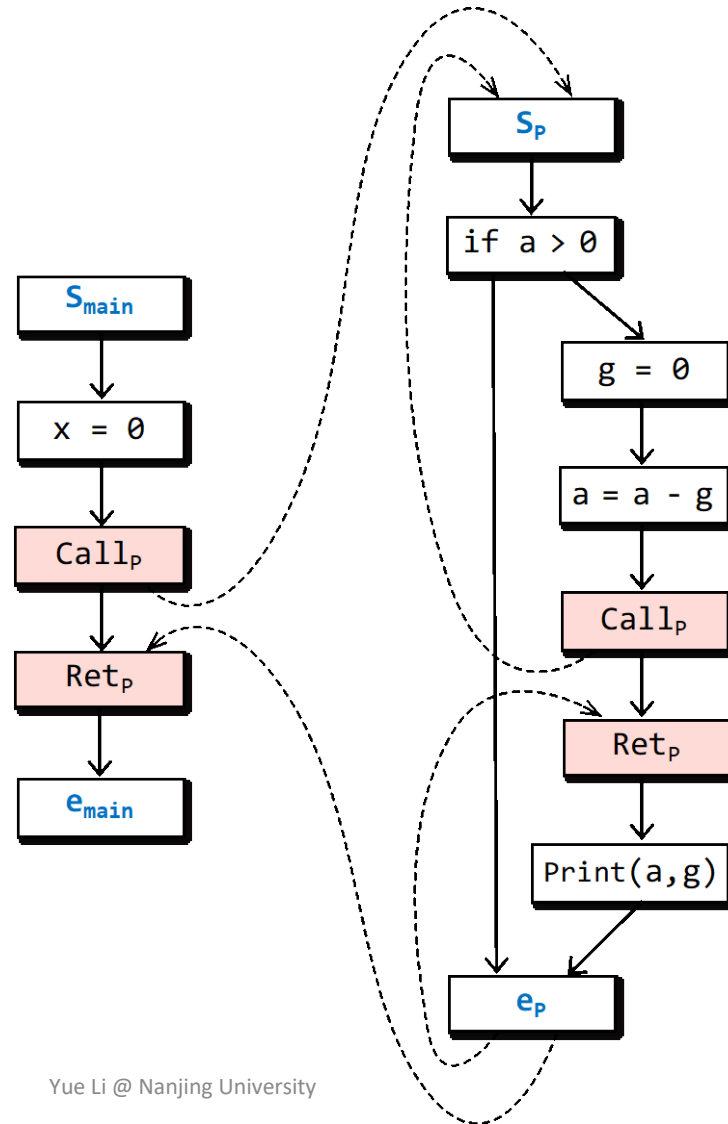 S_main
x = 0
Call_P
Ret_P
e_main
S_P
if a > 0
g = 0
a = a - g
Call_P
Ret_P
Print(a,g)
e_P
Yue Li @ Nanjing University